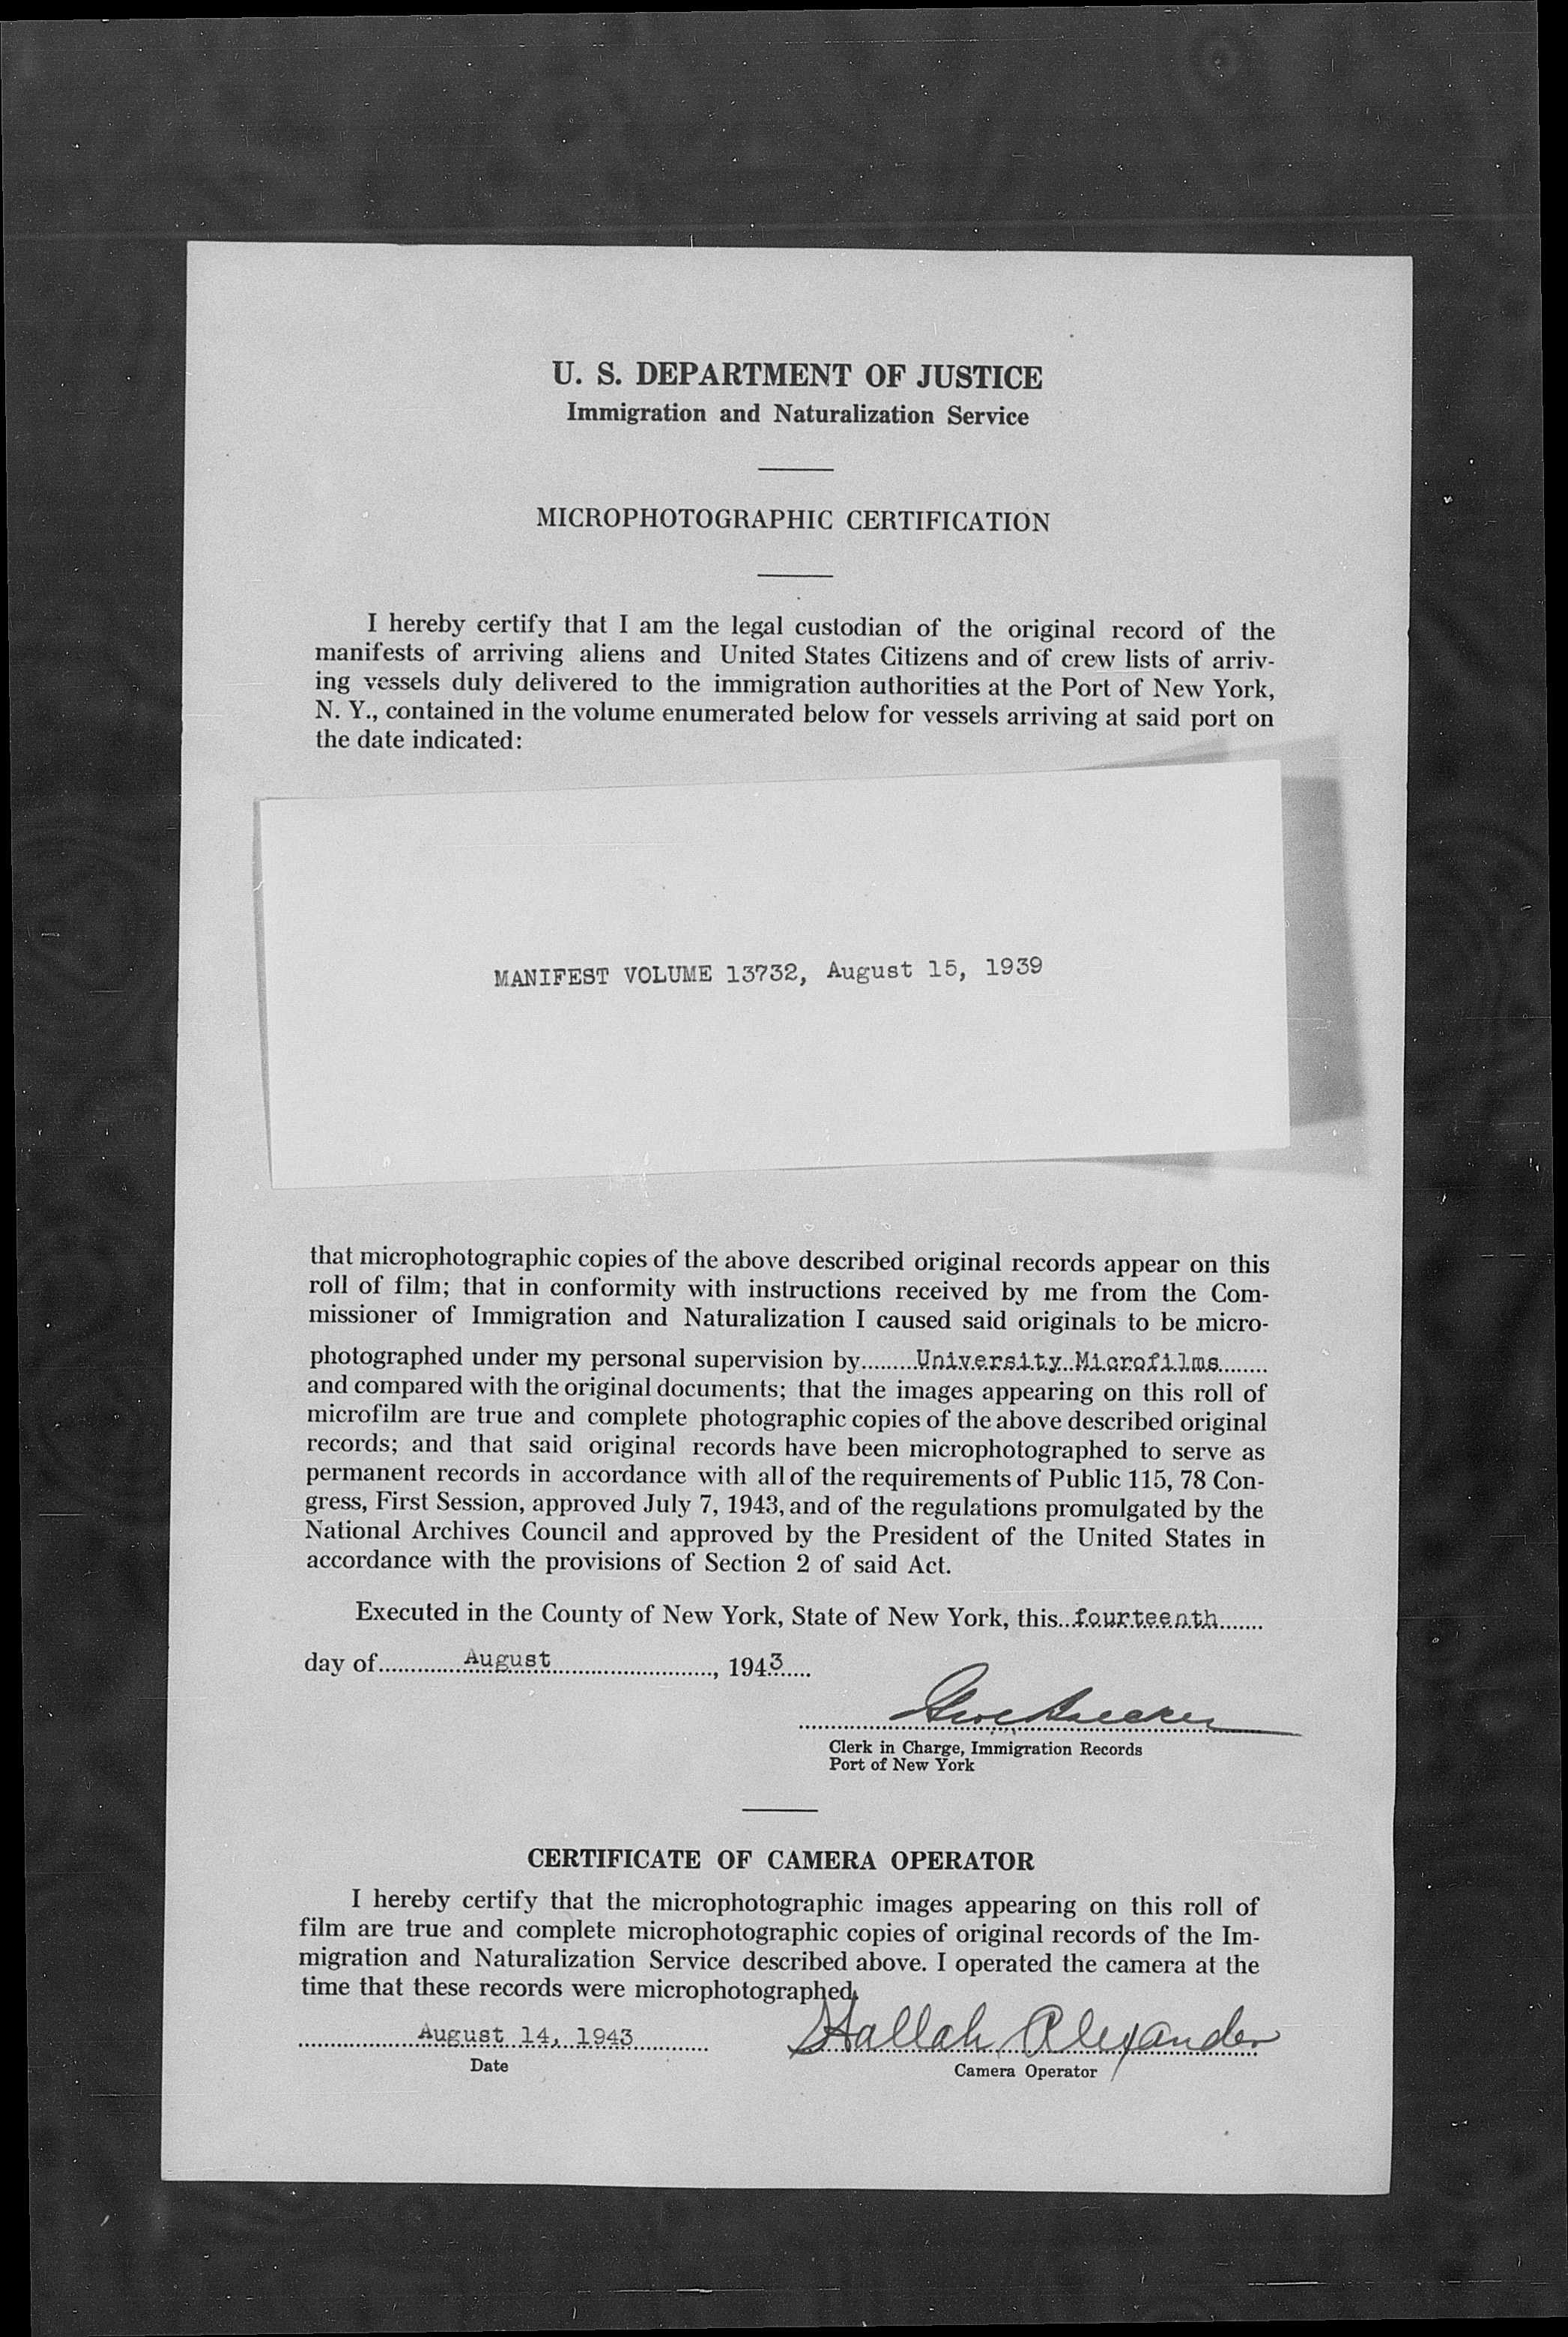 U. S. DEPARTMENT OF JUSTICE
Immigration and Naturalization Service
MICROPHOTOGRAPHIC CERTIFICATION
I hereby certify that I am the legal custodian of the original record of the
manifests of arriving aliens and United States Citizens and of crew lists of arriv-
ing vessels duly delivered to the immigration authorities at the Port of New York,
N. Y., contained in the volume enumerated below for vessels arriving at said port on
the date indicated:
MANIFEST VOLUME 13732, August 15, 1939
that microphotographic copies of the above described original records appear on this
roll of film; that in conformity with instructions received by me from the Com-
missioner of Immigration and Naturalization I caused said originals to be micro-
photographed under my personal supervision by University Microfilms
and compared with the original documents; that the images appearing on this roll of
microfilm are true and complete photographic copies of the above described original
records; and that said original records have been microphotographed to serve as
permanent records in accordance with all of the requirements of Public 115, 78 Con-
gress, First Session, approved July 7, 1943, and of the regulations promulgated by the
National Archives Council and approved by the President of the United States in
accordance with the provisions of Section 2 of said Act.
Executed in the County of New York, State of New York, this fourteenth
day of August, 1943
Clerk in Charge, Immigration Records
Port of New York
CERTIFICATE OF CAMERA OPERATOR
I hereby certify that the microphotographic images appearing on this roll of
film are true and complete microphotographic copies of original records of the Im-
migration and Naturalization Service described above. I operated the camera at the
time that these records were microphotographed.
August 14, 1943 Hallah Alexander
Date Camera Operator